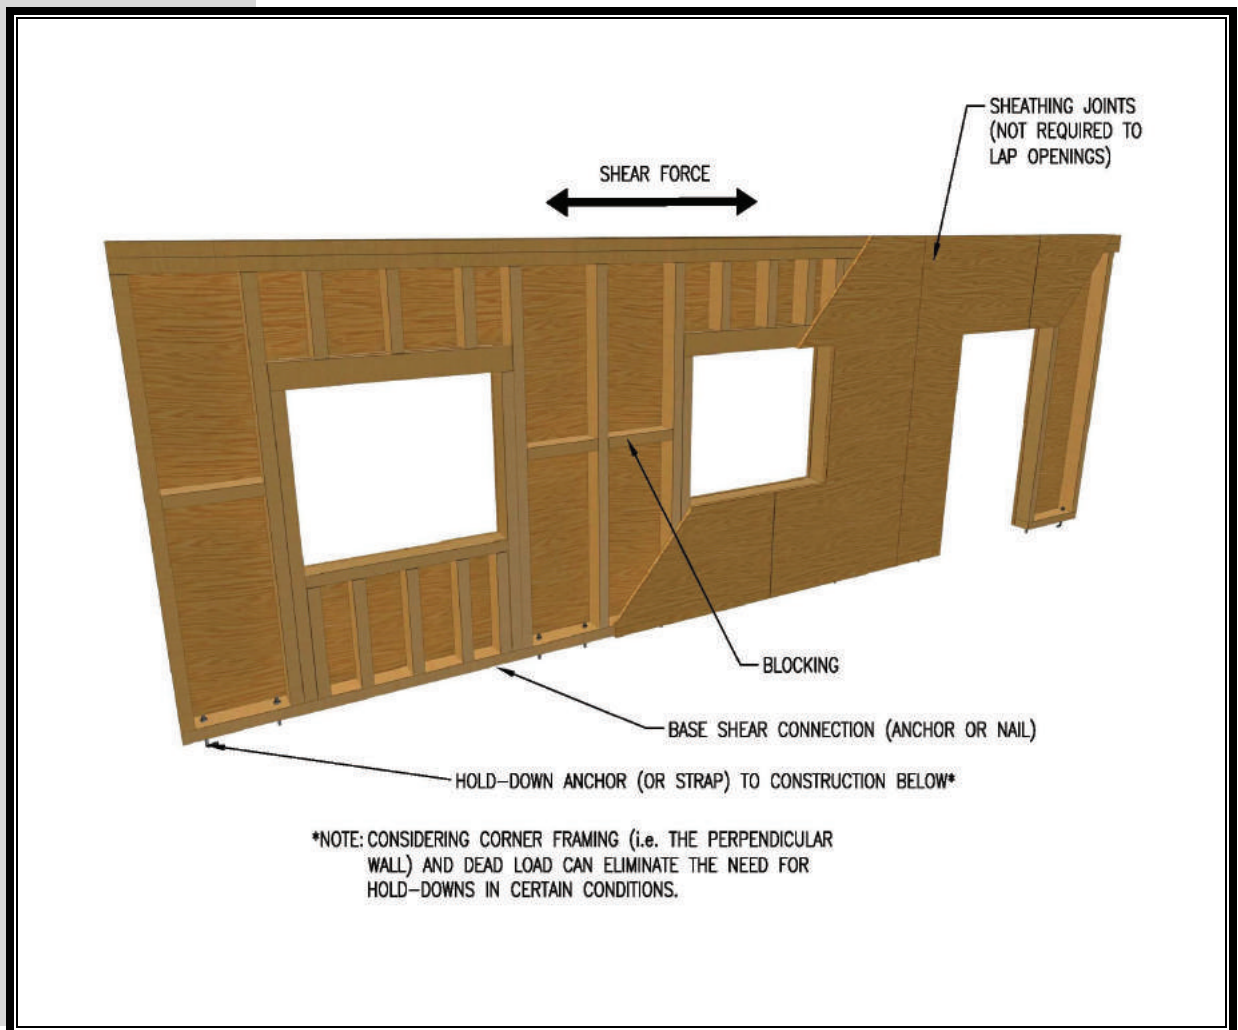 SHEATHING JOINTS
(NOT REQUIRED TO
LAP OPENINGS)
SHEAR FORCE
BLOCKING
BASE SHEAR CONNECTION (ANCHOR OR NAIL)
HOLD-DOWN ANCHOR (OR STRAP) TO CONSTRUCTION BELOW*
*NOTE: CONSIDERING CORNER FRAMING (i.e. THE PERPENDICULAR
WALL) AND DEAD LOAD CAN ELIMINATE THE NEED FOR
HOLD-DOWNS IN CERTAIN CONDITIONS.